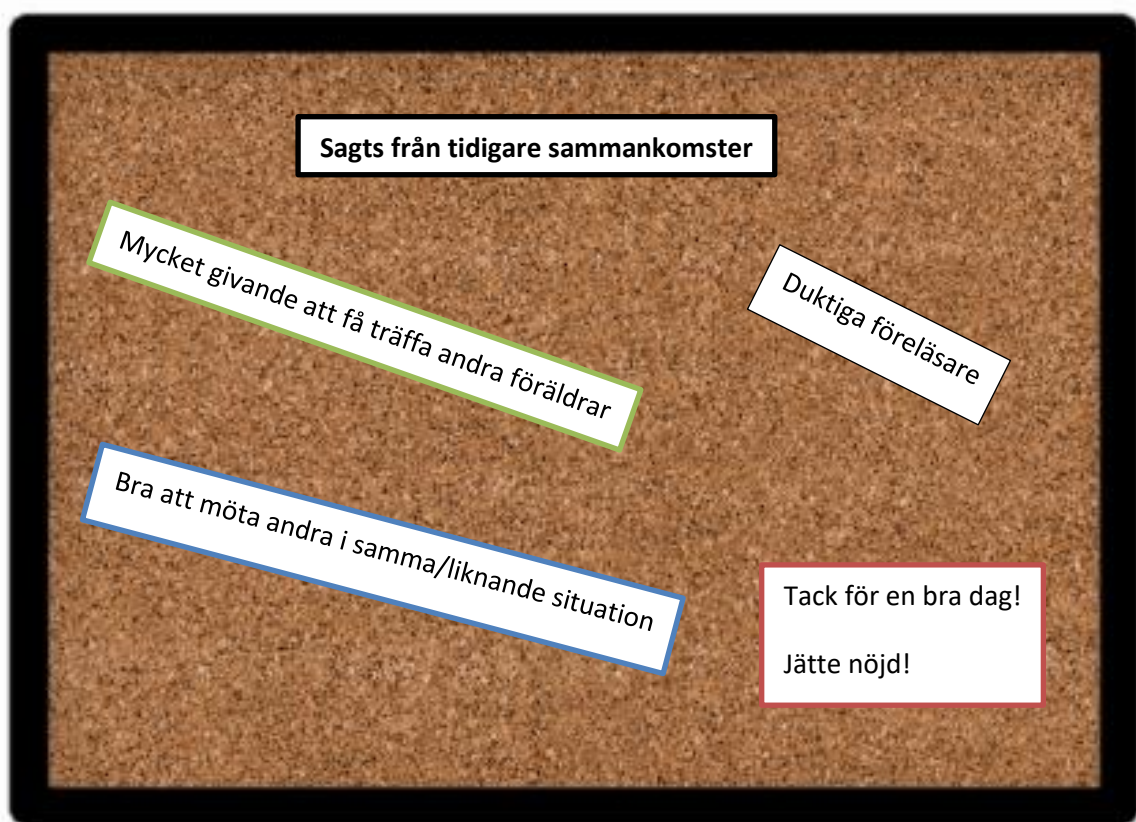 Sagts från tidigare sammankomster
Mycket givande att få träffa andra föräldrar
Duktiga föreläsare
Bra att möta andra i samma/liknande situation
Tack för en bra dag!
Jätte nöjd!